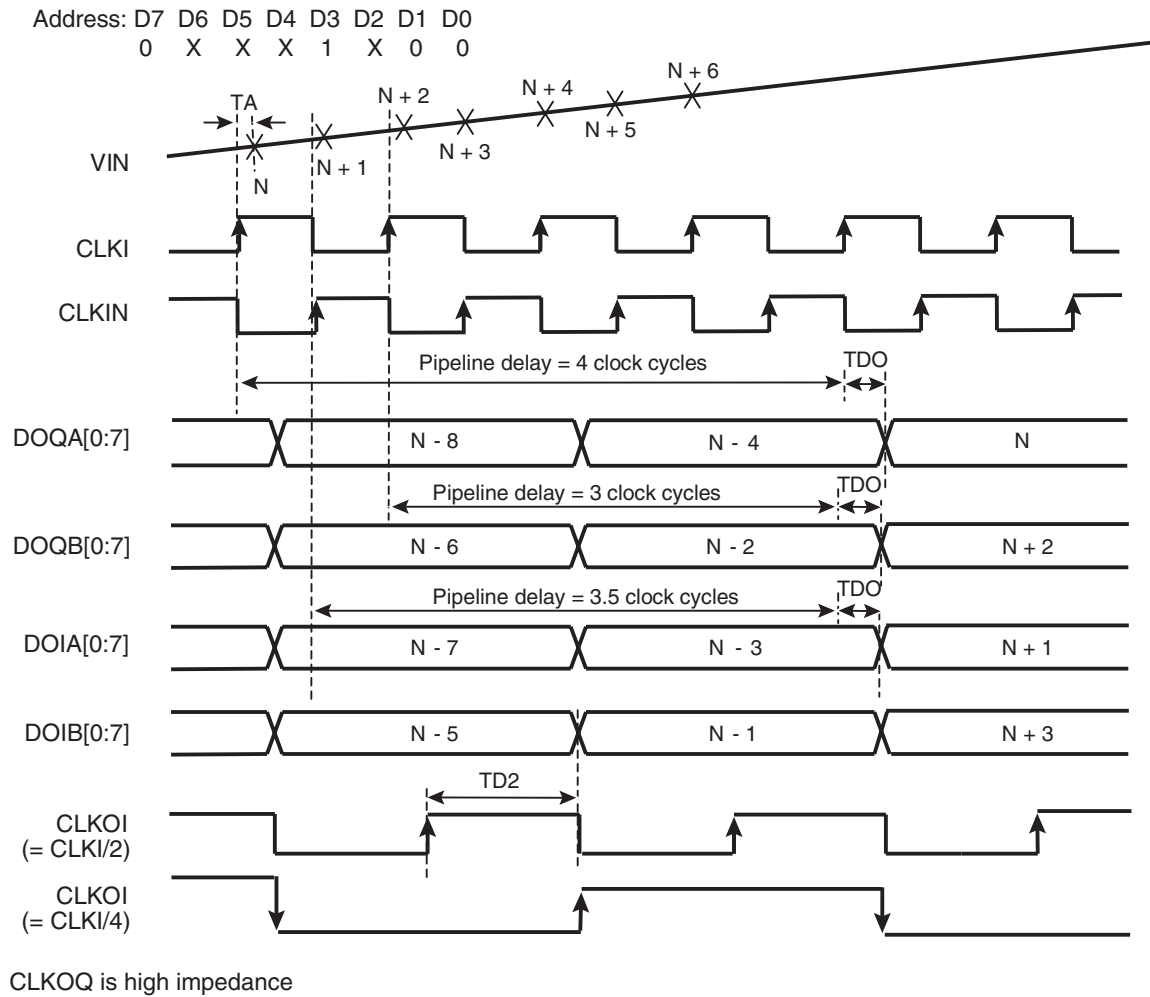 Address: D7 D6 D5 D4 D3 D2 D1 D0
0 X X X 1 X 0 0
N + 6
N + 4
N + 2
TA
N + 5
N + 3
VIN
N + 1
N
CLKI
CLKIN
Pipeline delay = 4 clock cycles
TDO
DOQA[0:7]
N - 8
N - 4
N
Pipeline delay = 3 clock cycles
TDO
DOQB[0:7]
N - 6
N - 2
N + 2
Pipeline delay = 3.5 clock cycles
TDO
DOIA[0:7]
N - 7
N - 3
N + 1
DOIB[0:7]
N - 5
N - 1
N + 3
TD2
CLKOI
(= CLKI/2)
CLKOI
(= CLKI/4)
CLKOQ is high impedance